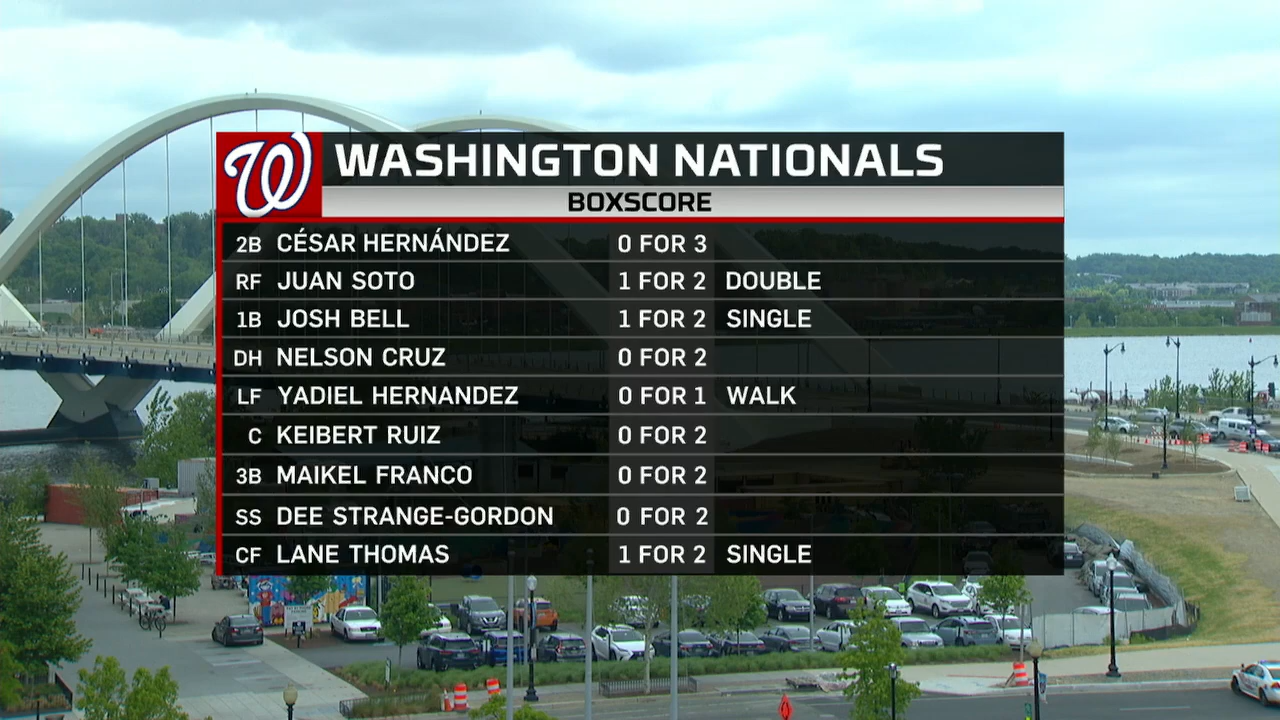 W WASHINGTON NATIONALS
BOXSCORE
2B CÉSAR HERNÁNDEZ 0 FOR 3
RF JUAN SOTO 1 FOR 2 DOUBLE
1B JOSH BELL 1 FOR 2 SINGLE
DH NELSON CRUZ 0 FOR 2
LF YADIEL HERNANDEZ 0 FOR 1 WALK
C KEIBERT RUIZ 0 FOR 2
3B MAIKEL FRANCO 0 FOR 2
SS DEE STRANGE-GORDON 0 FOR 2
CF LANE THOMAS 1 FOR 2 SINGLE